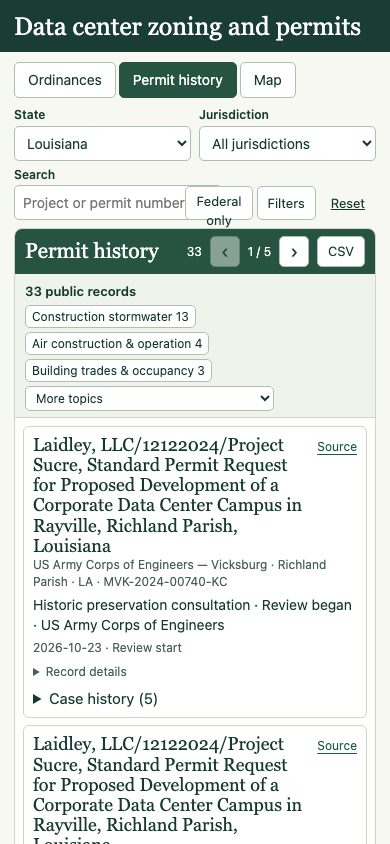 Data center zoning and permits
Ordinances
Permit history
Map
State
Jurisdiction
Louisiana
All jurisdictions
Search
Project or permit number
Federal
only
Filters
Reset
Permit history
33
‹
1 / 5
›
CSV
33 public records
Construction stormwater 13
Air construction & operation 4
Building trades & occupancy 3
More topics
Laidley, LLC/12122024/Project
Sucre, Standard Permit Request
for Proposed Development of a
Corporate Data Center Campus in
Rayville, Richland Parish,
Louisiana
Source
US Army Corps of Engineers — Vicksburg · Richland
Parish · LA · MVK-2024-00740-KC
Historic preservation consultation · Review began
· US Army Corps of Engineers
2026-10-23 · Review start
▶ Record details
▶ Case history (5)
Laidley, LLC/12122024/Project
Sucre, Standard Permit Request
for Proposed Development of a
Corporate Data Center Campus in
Rayville, Richland Parish,
Louisiana
Source